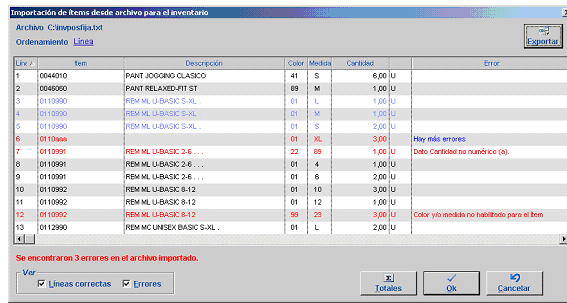 Importación de ítems desde archivo para el inventario
Archivo C:\invposfija.txt
Ordenamiento Línea
Exportar
Líne Item Descripción Color Medida Cantidad Error
1 0044010 PANT JOGGING CLASICO 41 S 6,00 U
2 0046060 PANT RELAXED-FIT ST 89 M 1,00 U
3 0110990 REM ML U-BASIC S-XL . 01 L 1,00 U
4 0110990 REM ML U-BASIC S-XL . 01 M 1,00 U
5 0110990 REM ML U-BASIC S-XL . 01 S 2,00 U
6 0110aaa 01 XL 3,00 Hay más errores
7 0110991 REM ML U-BASIC 2-6 . . . 22 89 1,00 U Dato Cantidad no numérico (a).
8 0110991 REM ML U-BASIC 2-6 . . . 01 4 1,00 U
9 0110991 REM ML U-BASIC 2-6 . . . 01 6 2,00 U
10 0110992 REM ML U-BASIC 8-12 01 10 3,00 U
11 0110992 REM ML U-BASIC 8-12 01 12 1,00 U
12 0110992 REM ML U-BASIC 8-12 99 23 3,00 U Color y/o medida no habilitado para el ítem
13 0112990 REM MC UNISEX BASIC S-XL . 01 L 2,00 U
Se encontraron 3 errores en el archivo importado.
Ver
Líneas correctas Errores
Totales Ok Cancelar